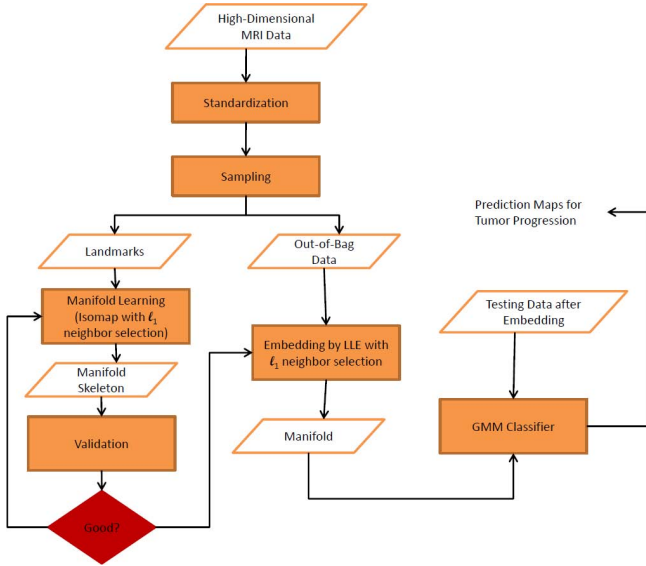 High-Dimensional
MRI Data
Standardization
Sampling
Prediction Maps for
Tumor Progression
Landmarks
Out-of-Bag
Data
Manifold Learning
(Isomap with ℓ₁
neighbor selection)
Testing Data after
Embedding
Embedding by LLE with
ℓ₁ neighbor selection
Manifold
Skeleton
Validation
Manifold
GMM Classifier
Good?